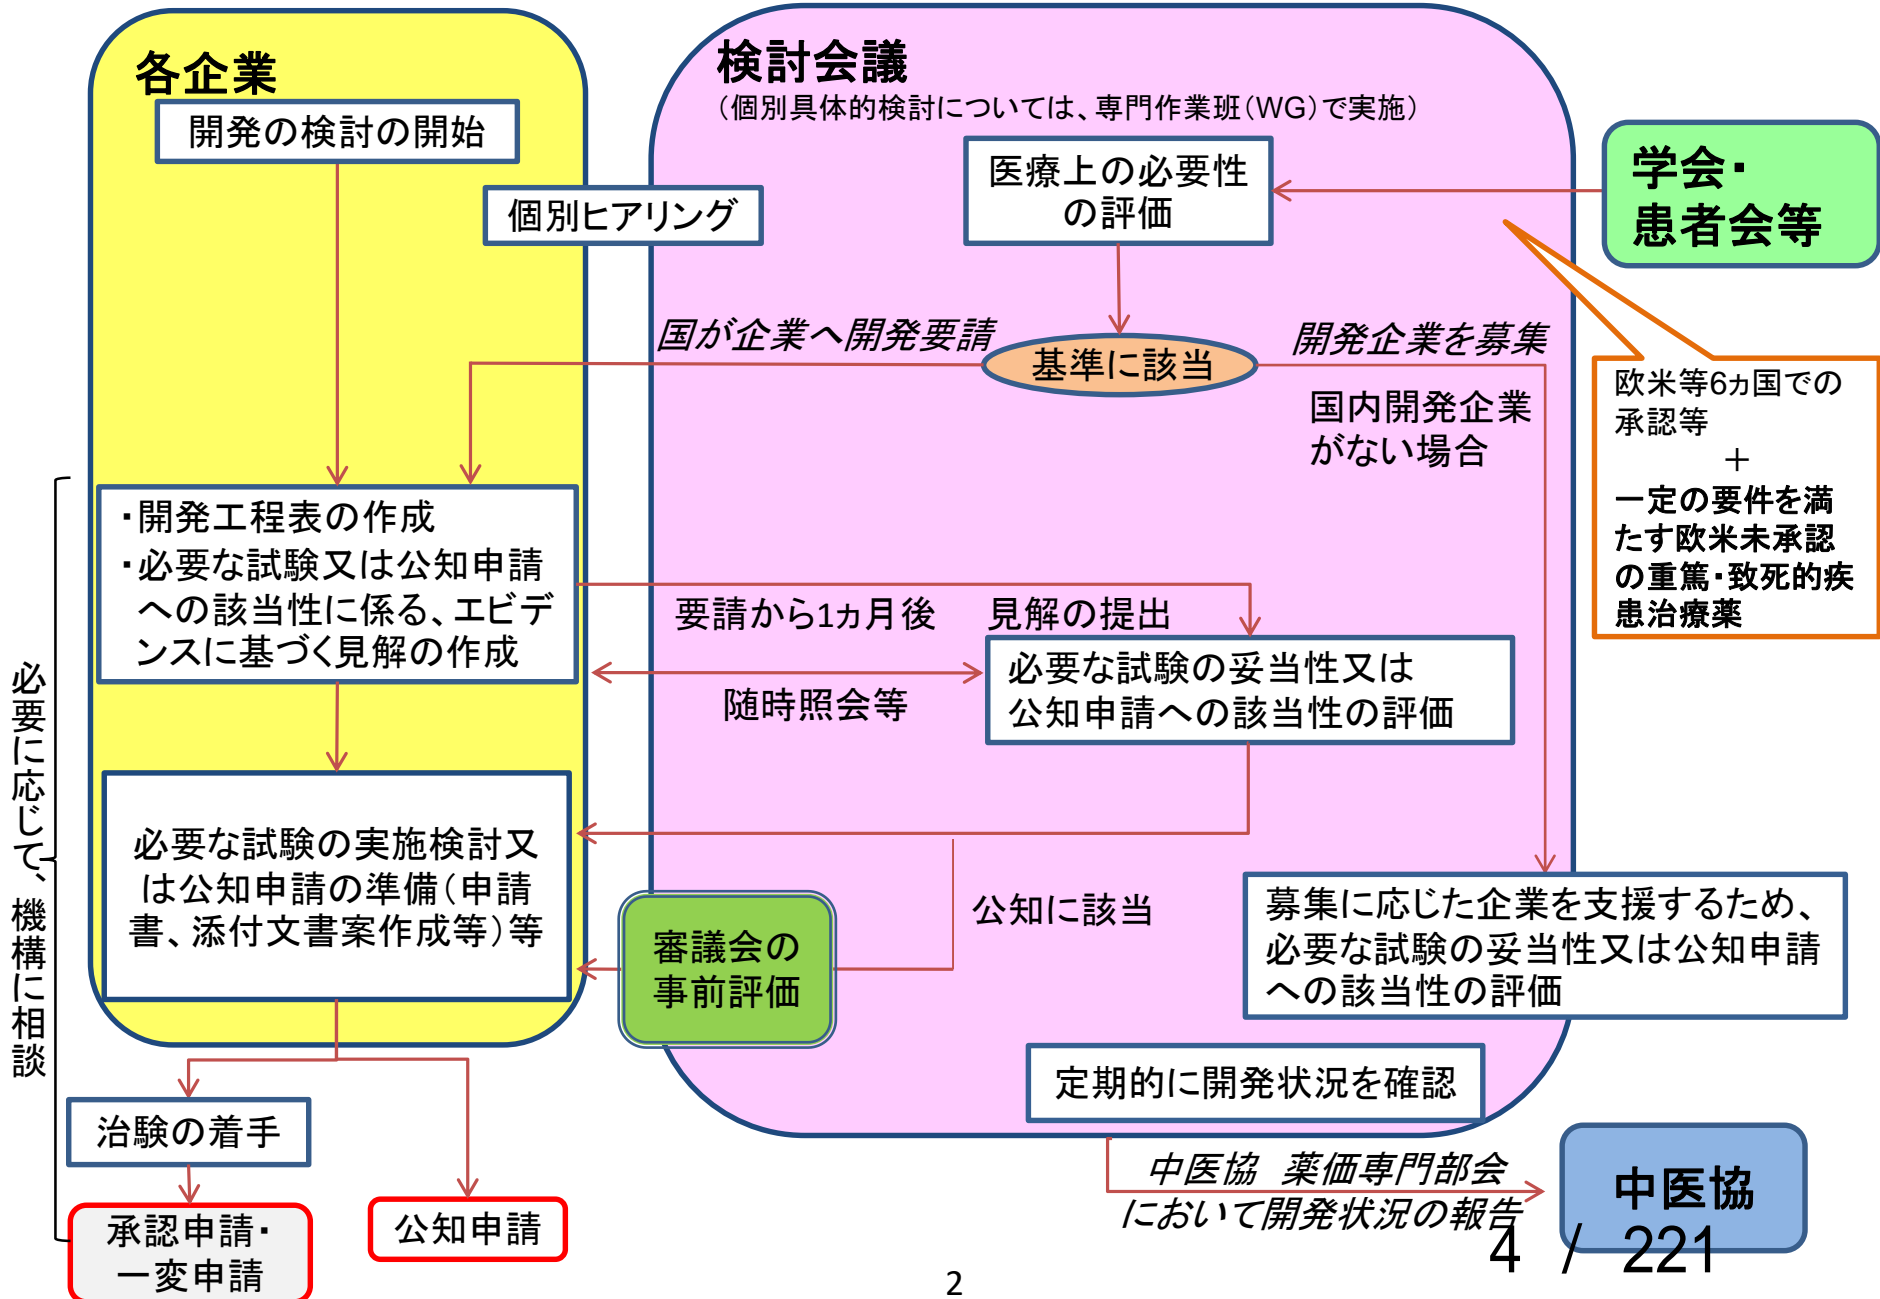 各企業
開発の検討の開始
個別ヒアリング
検討会議
（個別具体的検討については、専門作業班（WG）で実施）
医療上の必要性
の評価
学会・
患者会等
国が企業へ開発要請
基準に該当
開発企業を募集
国内開発企業
がない場合
欧米等6ヵ国での
承認等
＋
一定の要件を満
たす欧米未承認
の重篤・致死的疾
患治療薬
・開発工程表の作成
・必要な試験又は公知申請
への該当性に係る、エビデ
ンスに基づく見解の作成
要請から1ヵ月後　見解の提出
随時照会等
必要な試験の妥当性又は
公知申請への該当性の評価
必要に応じて、機構に相談
必要な試験の実施検討又
は公知申請の準備（申請
書、添付文書案作成等）等
公知に該当
審議会の
事前評価
募集に応じた企業を支援するため、
必要な試験の妥当性又は公知申請
への該当性の評価
定期的に開発状況を確認
治験の着手
承認申請・
一変申請
公知申請
中医協　薬価専門部会
において開発状況の報告
中医協
4 / 221
2